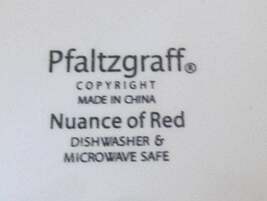 Pfaltzgraff®
COPYRIGHT
MADE IN CHINA
Nuance of Red
DISHWASHER &
MICROWAVE SAFE